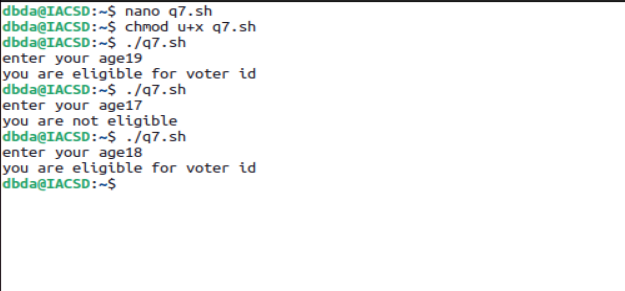 dbda@IACSD:~$ nano q7.sh
dbda@IACSD:~$ chmod u+x q7.sh
dbda@IACSD:~$ ./q7.sh
enter your age19
you are eligible for voter id
dbda@IACSD:~$ ./q7.sh
enter your age17
you are not eligible
dbda@IACSD:~$ ./q7.sh
enter your age18
you are eligible for voter id
dbda@IACSD:~$